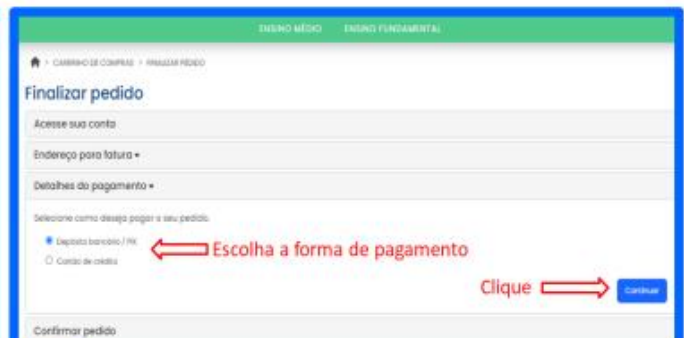 ENSINO MÉDIO ENSINO FUNDAMENTAL
> CARRINHO DE COMPRAS > FINALIZAR PEDIDO
Finalizar pedido
Acesse sua conta
Endereço para fatura
Detalhes do pagamento
Selecione como deseja pagar o seu pedido.
Depósito bancário / PIX
Escolha a forma de pagamento
Cartão de crédito
Clique
Continuar
Confirmar pedido